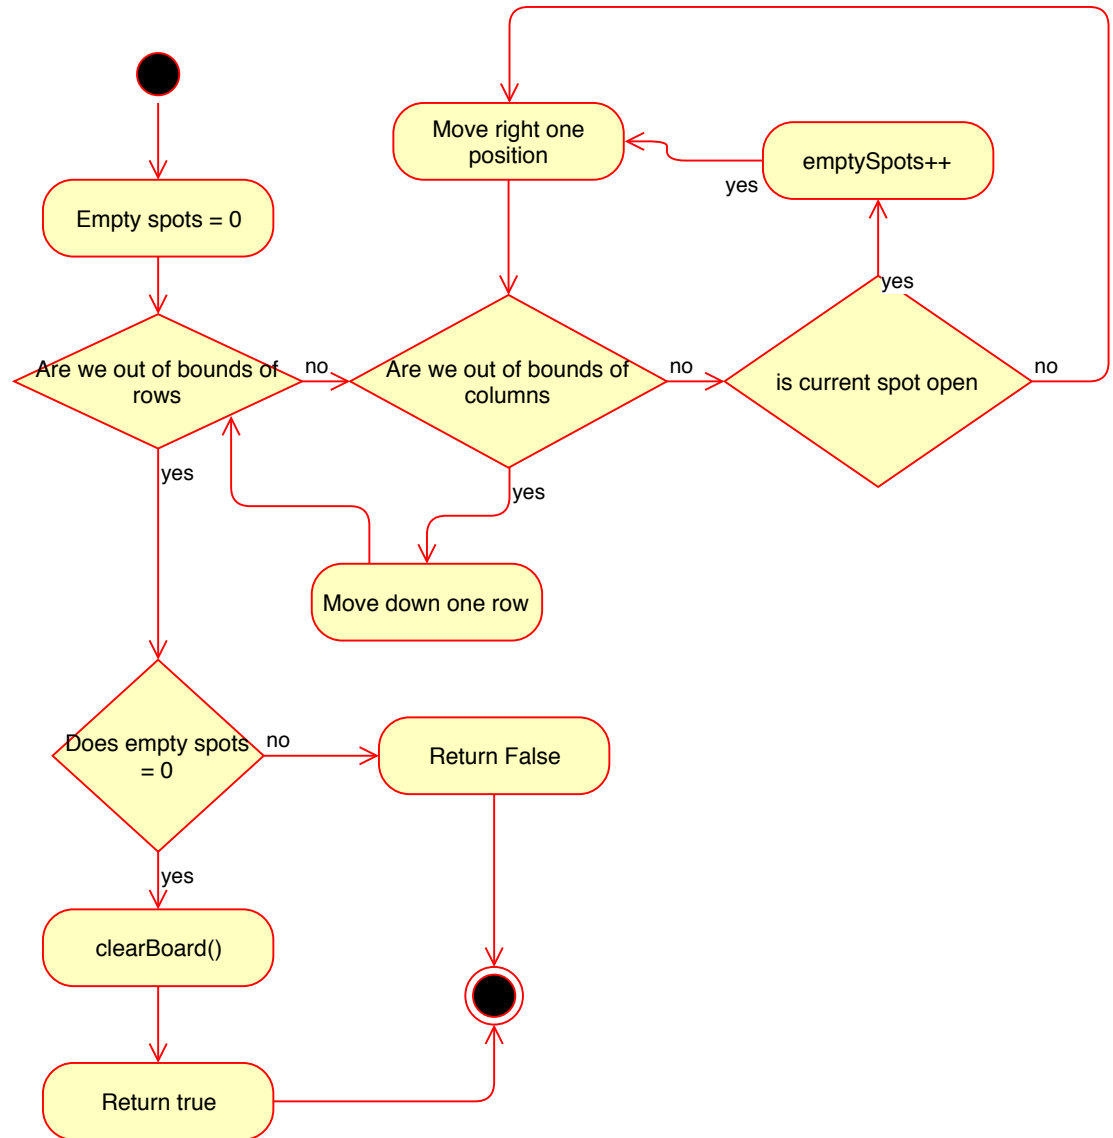 Move right one
position
emptySpots++
yes
Empty spots = 0
yes
Are we out of bounds of
rows
no
Are we out of bounds of
columns
no
is current spot open
no
yes
yes
Move down one row
Does empty spots
= 0
no
Return False
yes
clearBoard()
Return true